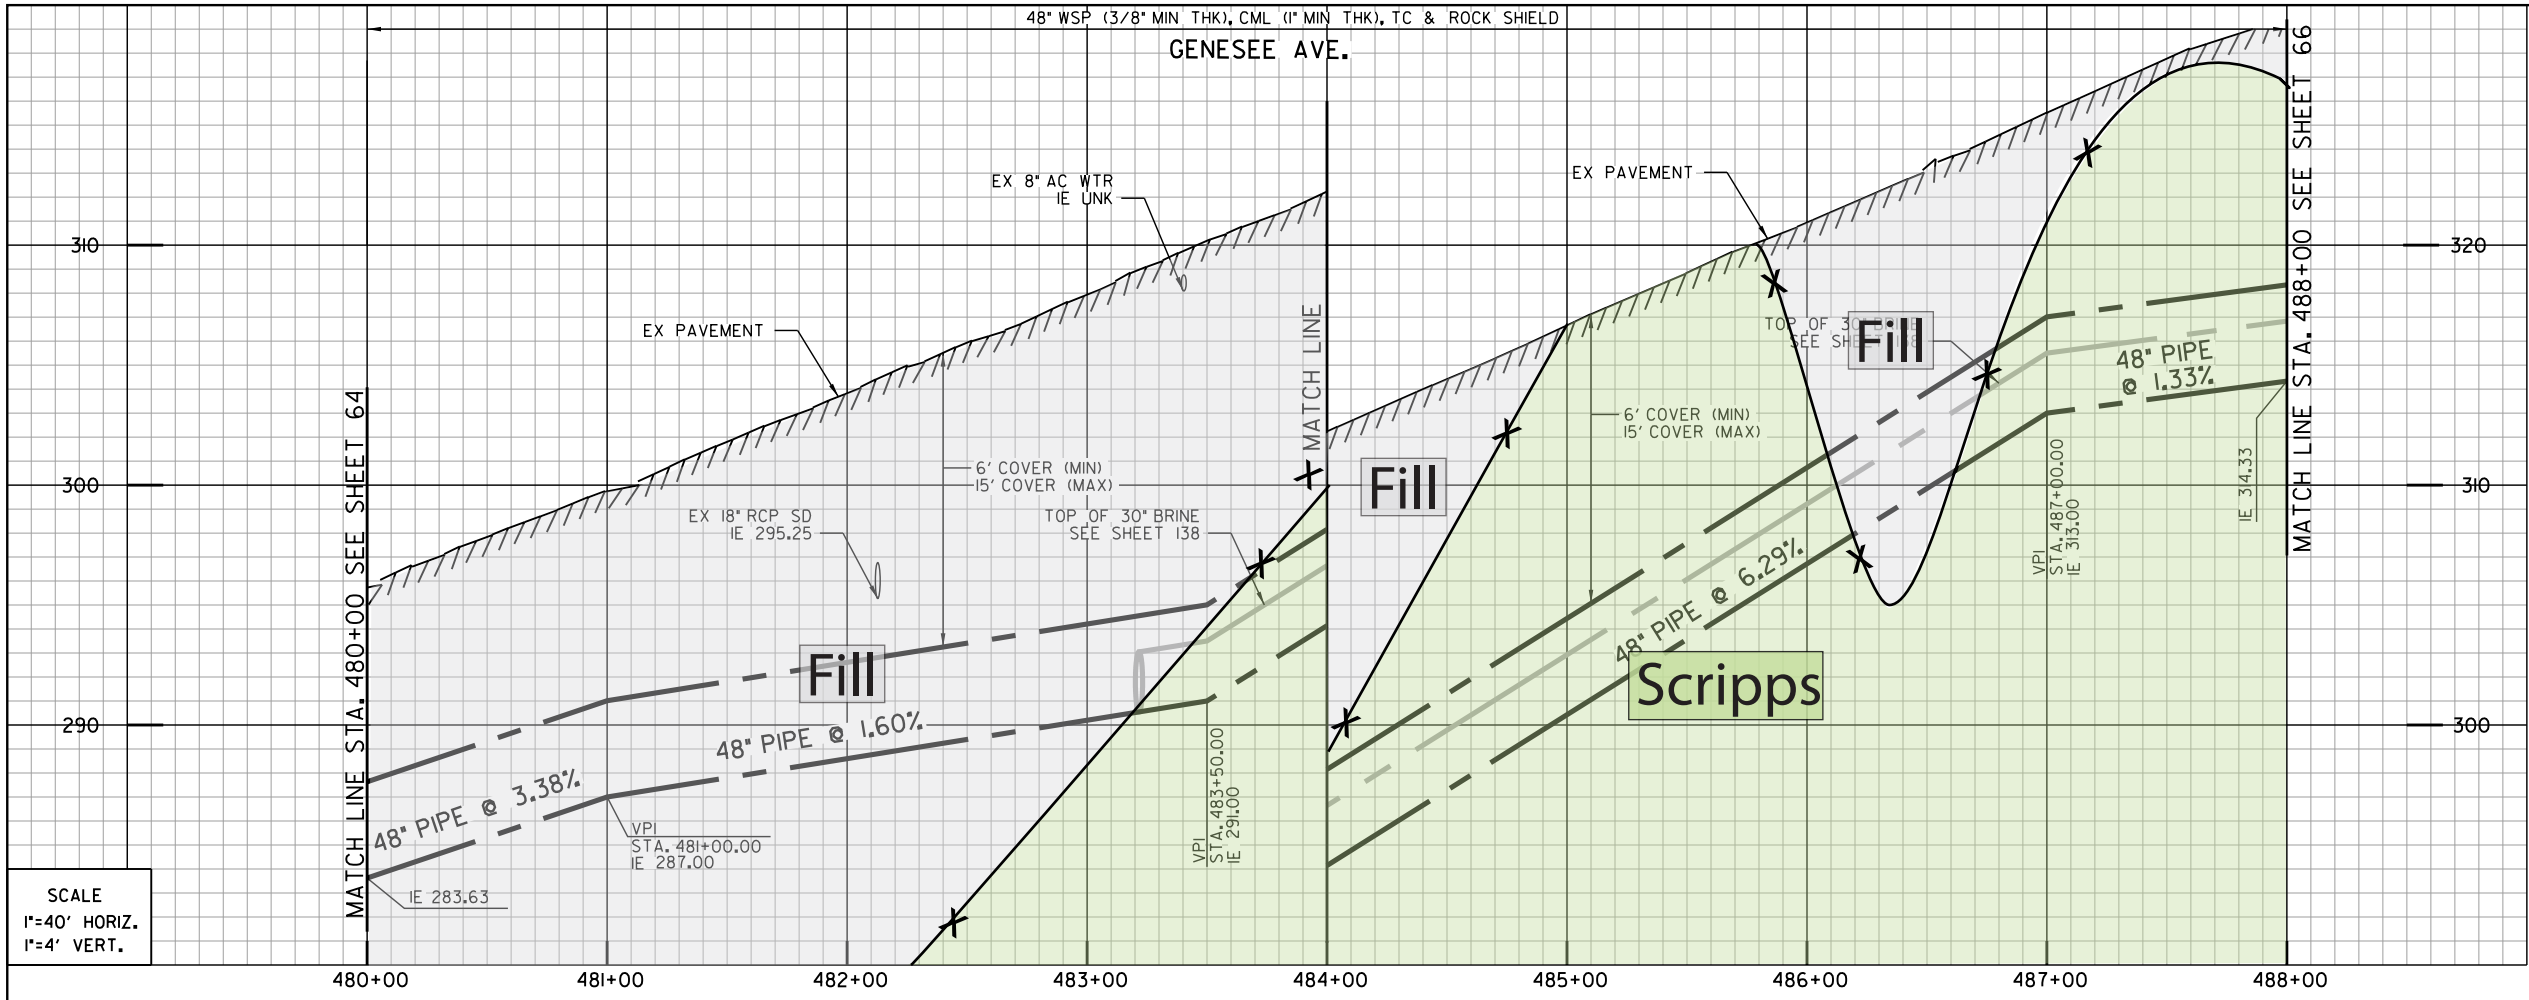 48" WSP (3/8" MIN THK), CML (1" MIN THK), TC & ROCK SHIELD
GENESEE AVE.
EX 8" AC WTR
IE UNK
EX PAVEMENT
EX PAVEMENT
310
320
MATCH LINE
TOP OF 30" BRINE
SEE SHEET 138
Fill
48" PIPE
@ 1.33%
6' COVER (MIN)
15' COVER (MAX)
6' COVER (MIN)
15' COVER (MAX)
300
310
Fill
EX 18" RCP SD
IE 295.25
TOP OF 30" BRINE
SEE SHEET 138
MATCH LINE STA. 480+00 SEE SHEET 64
MATCH LINE STA. 488+00 SEE SHEET 66
VPI
STA. 487+00.00
IE 313.00
IE 314.33
48" PIPE @ 6.29%
Fill
Scripps
290
300
48" PIPE @ 1.60%
48" PIPE @ 3.38%
VPI
STA. 481+00.00
IE 287.00
VPI
STA. 483+50.00
IE 291.00
IE 283.63
SCALE
1"=40' HORIZ.
1"=4' VERT.
480+00
481+00
482+00
483+00
484+00
485+00
486+00
487+00
488+00